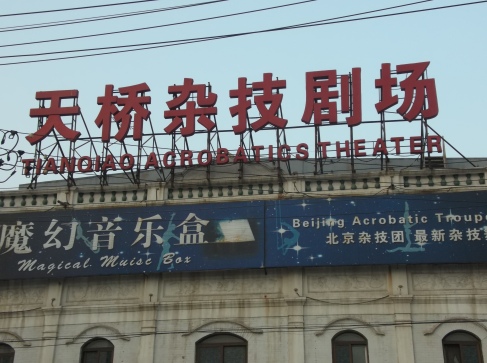 天桥杂技剧场
TIANQIAO ACROBATICS THEATER
魔幻音乐盒
Magical Muisc Box
Beijing Acrobatic Troupe
北京杂技团 最新杂技